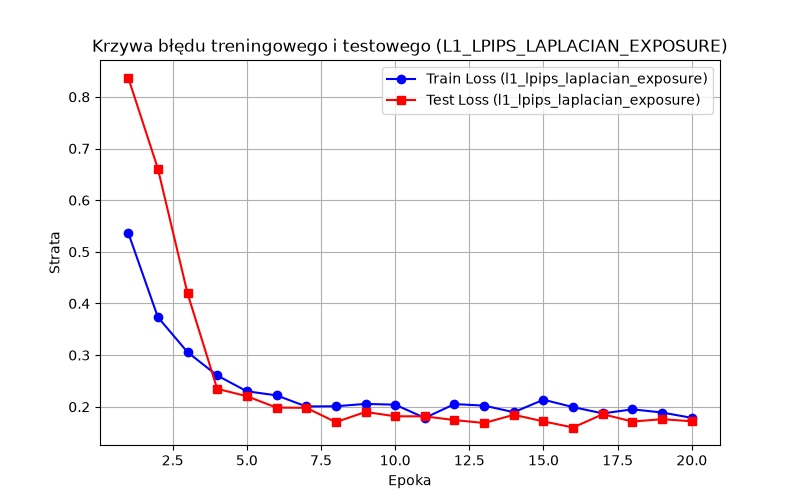 Krzywa błędu treningowego i testowego (L1_LPIPS_LAPLACIAN_EXPOSURE)
Train Loss (l1_lpips_laplacian_exposure)
Test Loss (l1_lpips_laplacian_exposure)
0.8
0.7
0.6
0.5
0.4
0.3
0.2
Strata
2.5 5.0 7.5 10.0 12.5 15.0 17.5 20.0
Epoka